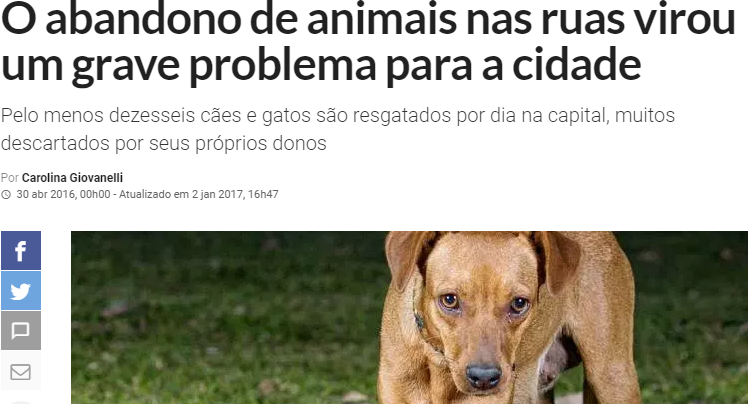 O abandono de animais nas ruas virou
um grave problema para a cidade
Pelo menos dezesseis cães e gatos são resgatados por dia na capital, muitos
descartados por seus próprios donos
Por Carolina Giovanelli
30 abr 2016, 00h00 - Atualizado em 2 jan 2017, 16h47